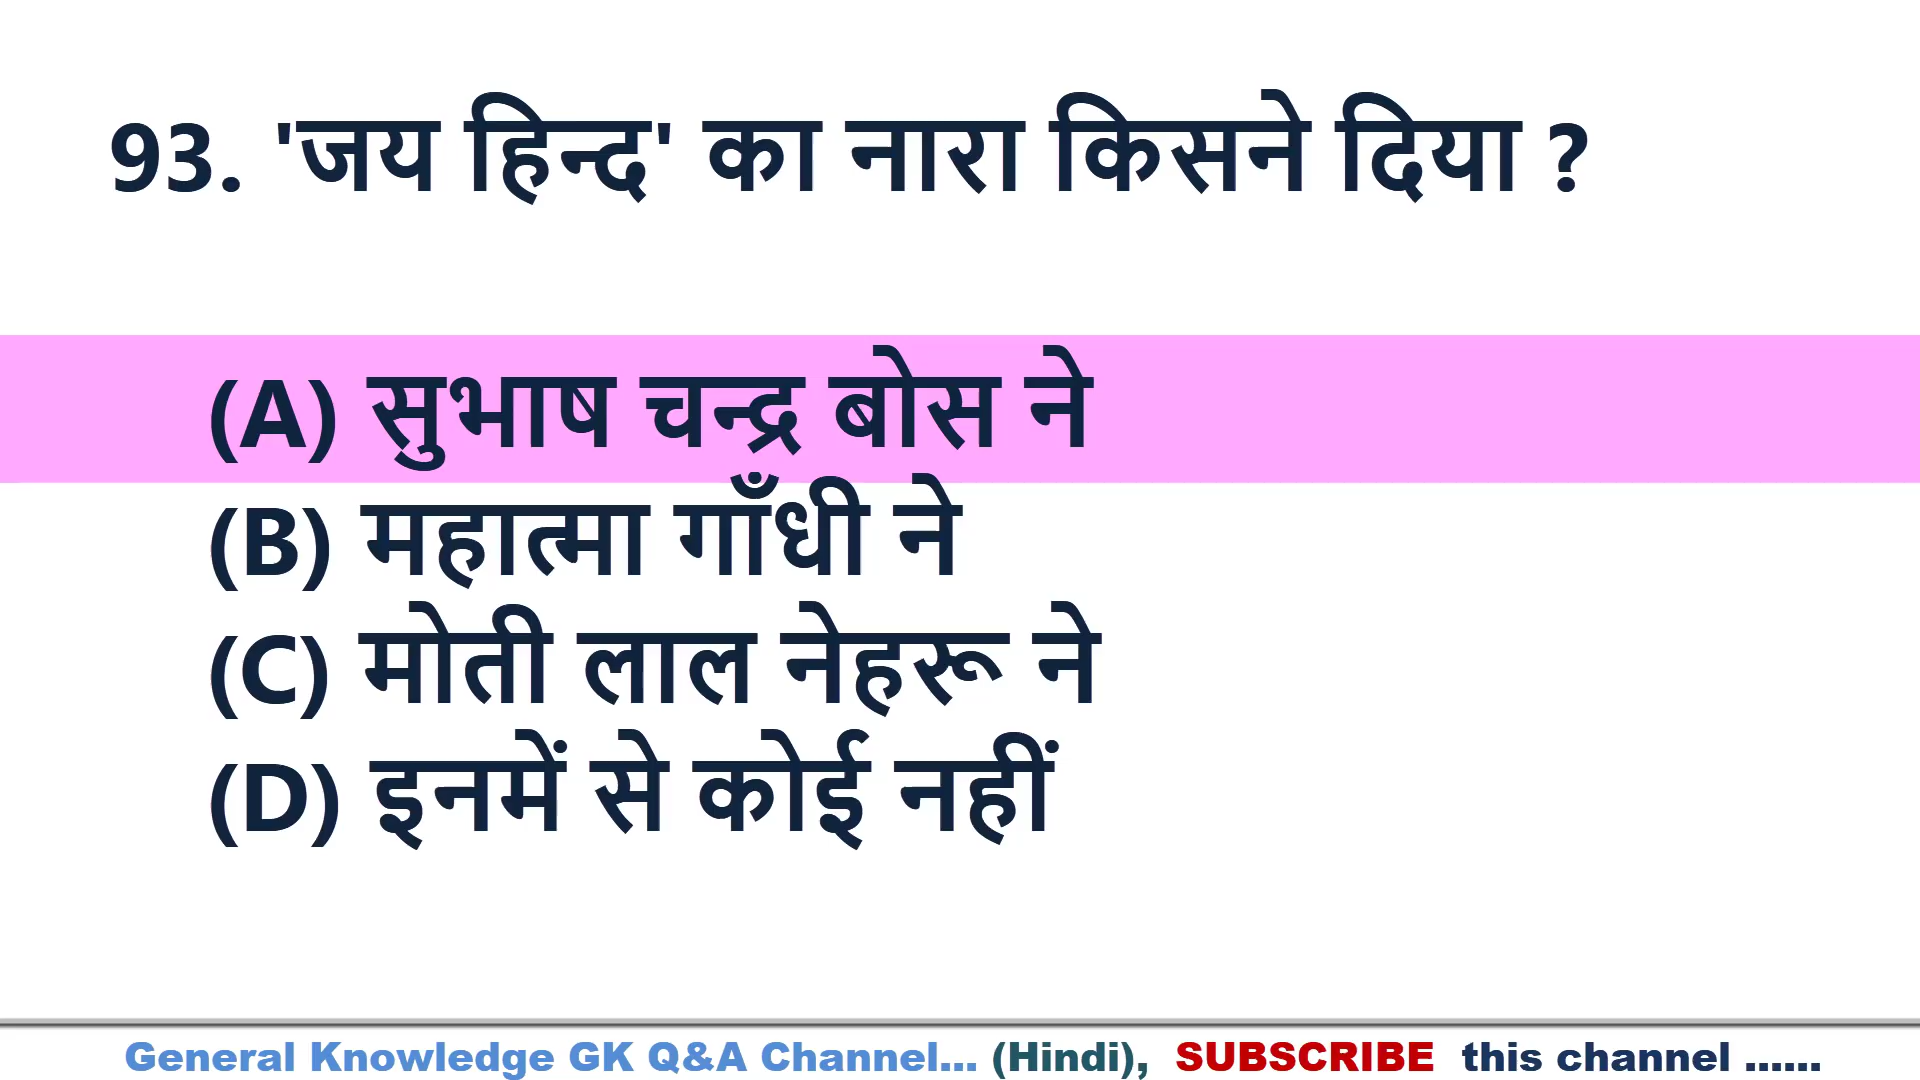 93. 'जय हिन्द' का नारा किसने दिया ?
(A) सुभाष चन्द्र बोस ने
(B) महात्मा गाँधी ने
(C) मोती लाल नेहरू ने
(D) इनमें से कोई नहीं
General Knowledge GK Q&A Channel... (Hindi), SUBSCRIBE this channel ......